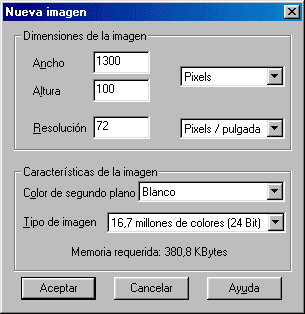 Nueva imagen
Dimensiones de la imagen
Ancho 1300 Pixels
Altura 100
Resolución 72 Pixels / pulgada
Características de la imagen
Color de segundo plano Blanco
Tipo de imagen 16,7 millones de colores (24 Bit)
Memoria requerida: 380,8 KBytes
Aceptar Cancelar Ayuda